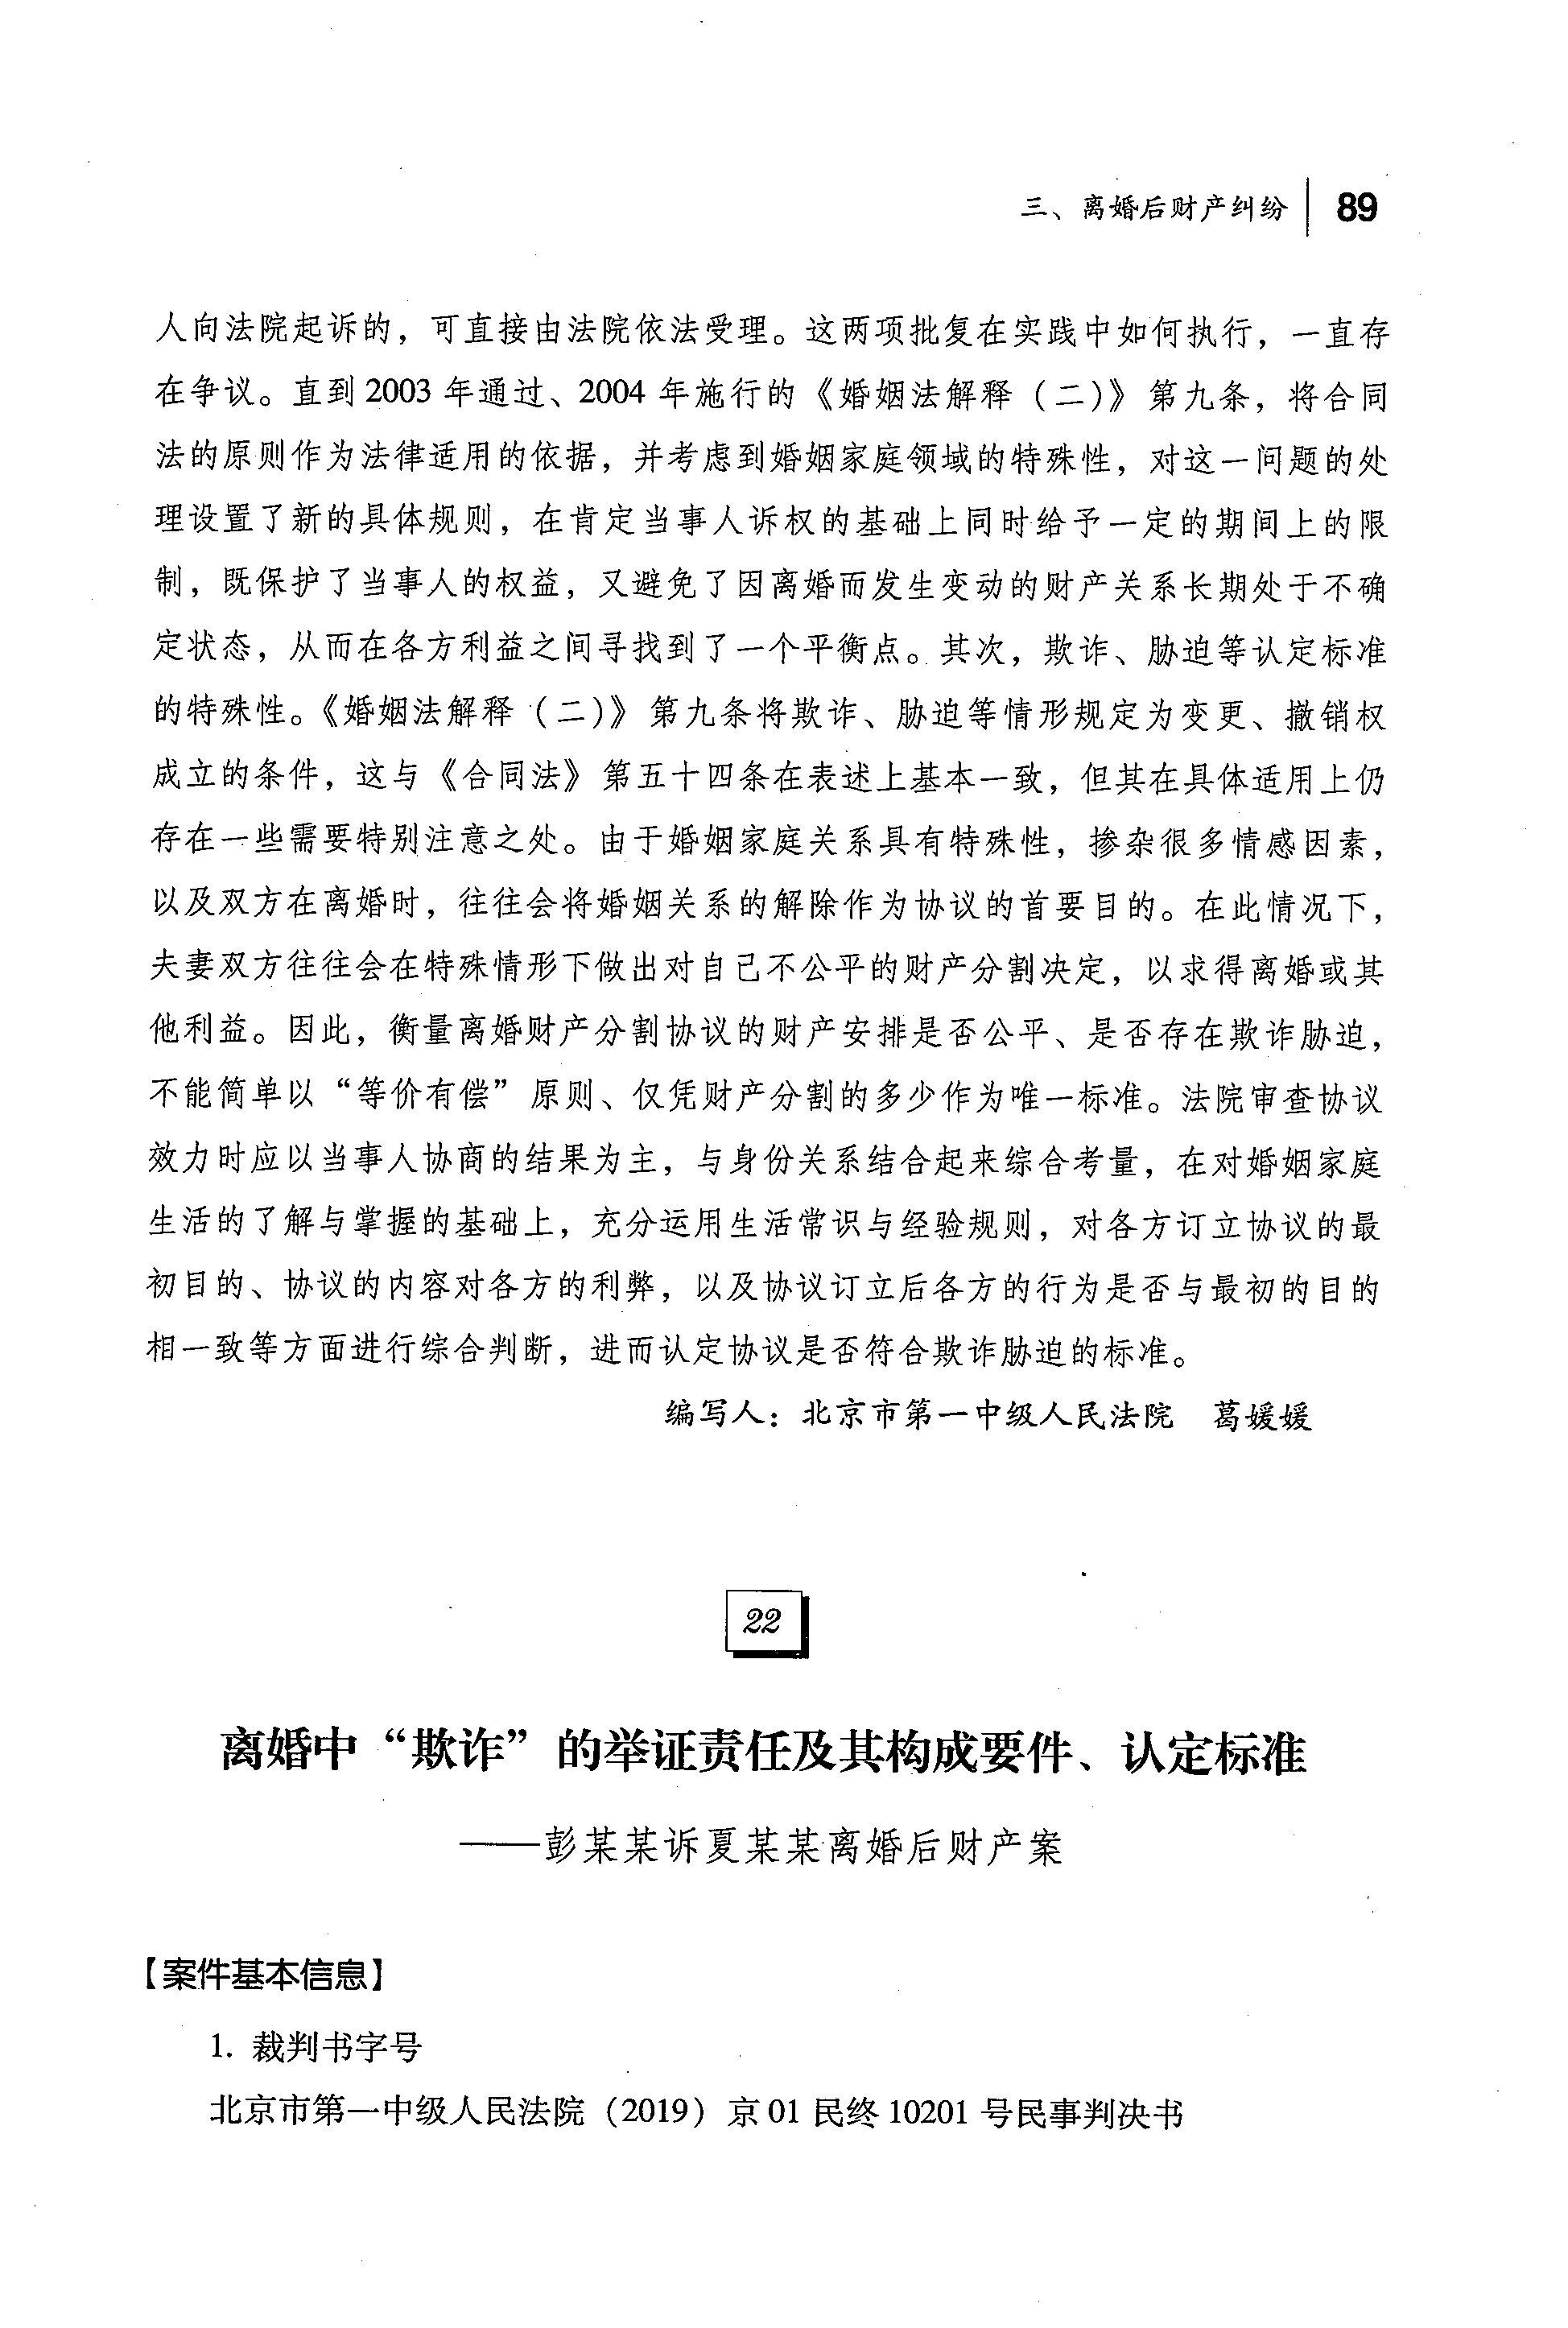 三、离婚后财产纠纷 89
人向法院起诉的，可直接由法院依法受理。这两项批复在实践中如何执行，一直存
在争议。直到 2003 年通过、2004 年施行的《婚姻法解释（二）》第九条，将合同
法的原则作为法律适用的依据，并考虑到婚姻家庭领域的特殊性，对这一问题的处
理设置了新的具体规则，在肯定当事人诉权的基础上同时给予一定的期间上的限
制，既保护了当事人的权益，又避免了因离婚而发生变动的财产关系长期处于不确
定状态，从而在各方利益之间寻找到了一个平衡点。其次，欺诈、胁迫等认定标准
的特殊性。《婚姻法解释（二）》第九条将欺诈、胁迫等情形规定为变更、撤销权
成立的条件，这与《合同法》第五十四条在表述上基本一致，但其在具体适用上仍
存在一些需要特别注意之处。由于婚姻家庭关系具有特殊性，掺杂很多情感因素，
以及双方在离婚时，往往会将婚姻关系的解除作为协议的首要目的。在此情况下，
夫妻双方往往会在特殊情形下做出对自己不公平的财产分割决定，以求得离婚或其
他利益。因此，衡量离婚财产分割协议的财产安排是否公平、是否存在欺诈胁迫，
不能简单以“等价有偿”原则、仅凭财产分割的多少作为唯一标准。法院审查协议
效力时应以当事人协商的结果为主，与身份关系结合起来综合考量，在对婚姻家庭
生活的了解与掌握的基础上，充分运用生活常识与经验规则，对各方订立协议的最
初目的、协议的内容对各方的利弊，以及协议订立后各方的行为是否与最初的目的
相一致等方面进行综合判断，进而认定协议是否符合欺诈胁迫的标准。
编写人：北京市第一中级人民法院 葛媛媛
22
离婚中“欺诈”的举证责任及其构成要件、认定标准
——彭某某诉夏某某离婚后财产案
【案件基本信息】
1. 裁判书字号
北京市第一中级人民法院（2019）京 01 民终 10201 号民事判决书